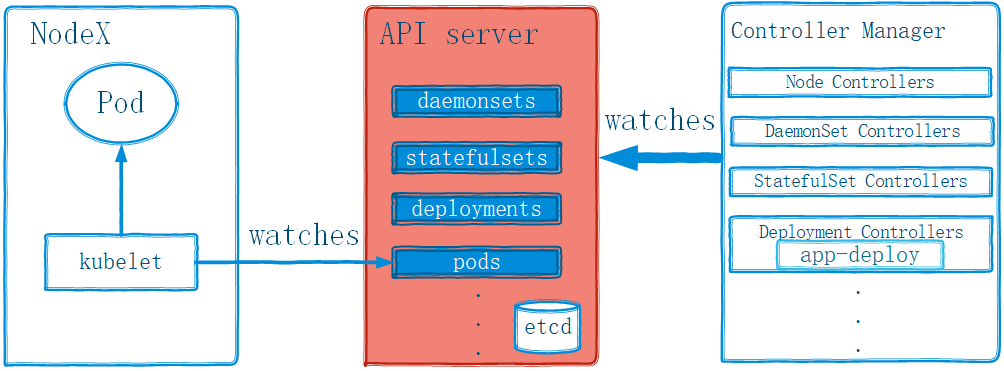 NodeX
Pod
kubelet
watches
API server
daemonsets
statefulsets
deployments
pods
.
.
.
etcd
watches
Controller Manager
Node Controllers
DaemonSet Controllers
StatefulSet Controllers
Deployment Controllers
app-deploy
.
.
.